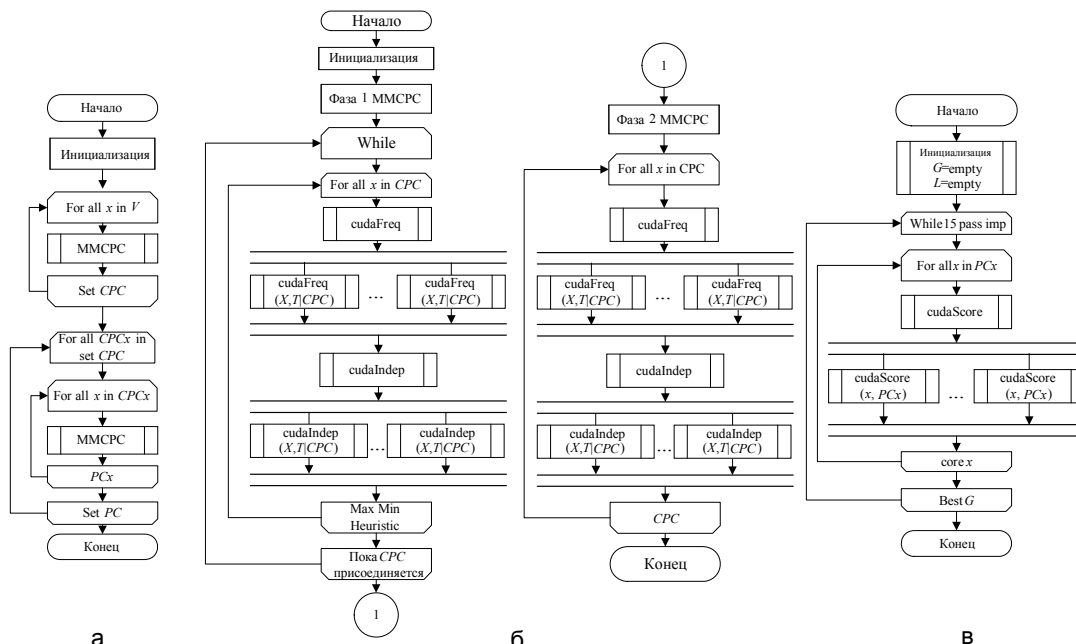 Начало
Инициализация
For all x in V
MMCPC
Set CPC
For all CPCx in
set CPC
For all x in CPCx
MMCPC
PCx
Set PC
Конец
а
Начало
Инициализация
Фаза 1 MMCPC
While
For all x in CPC
cudaFreq
cudaFreq
(X,T|CPC)
...
cudaFreq
(X,T|CPC)
cudaIndep
cudaIndep
(X,T|CPC)
...
cudaIndep
(X,T|CPC)
Max Min
Heuristic
Пока CPC
присоединяется
1
1
Фаза 2 MMCPC
For all x in CPC
cudaFreq
cudaFreq
(X,T|CPC)
...
cudaFreq
(X,T|CPC)
cudaIndep
cudaIndep
(X,T|CPC)
...
cudaIndep
(X,T|CPC)
CPC
Конец
б
Начало
Инициализация
G=empty
L=empty
While 15 pass imp
For all x in PCx
cudaScore
cudaScore
(x, PCx)
...
cudaScore
(x, PCx)
core x
Best G
Конец
в